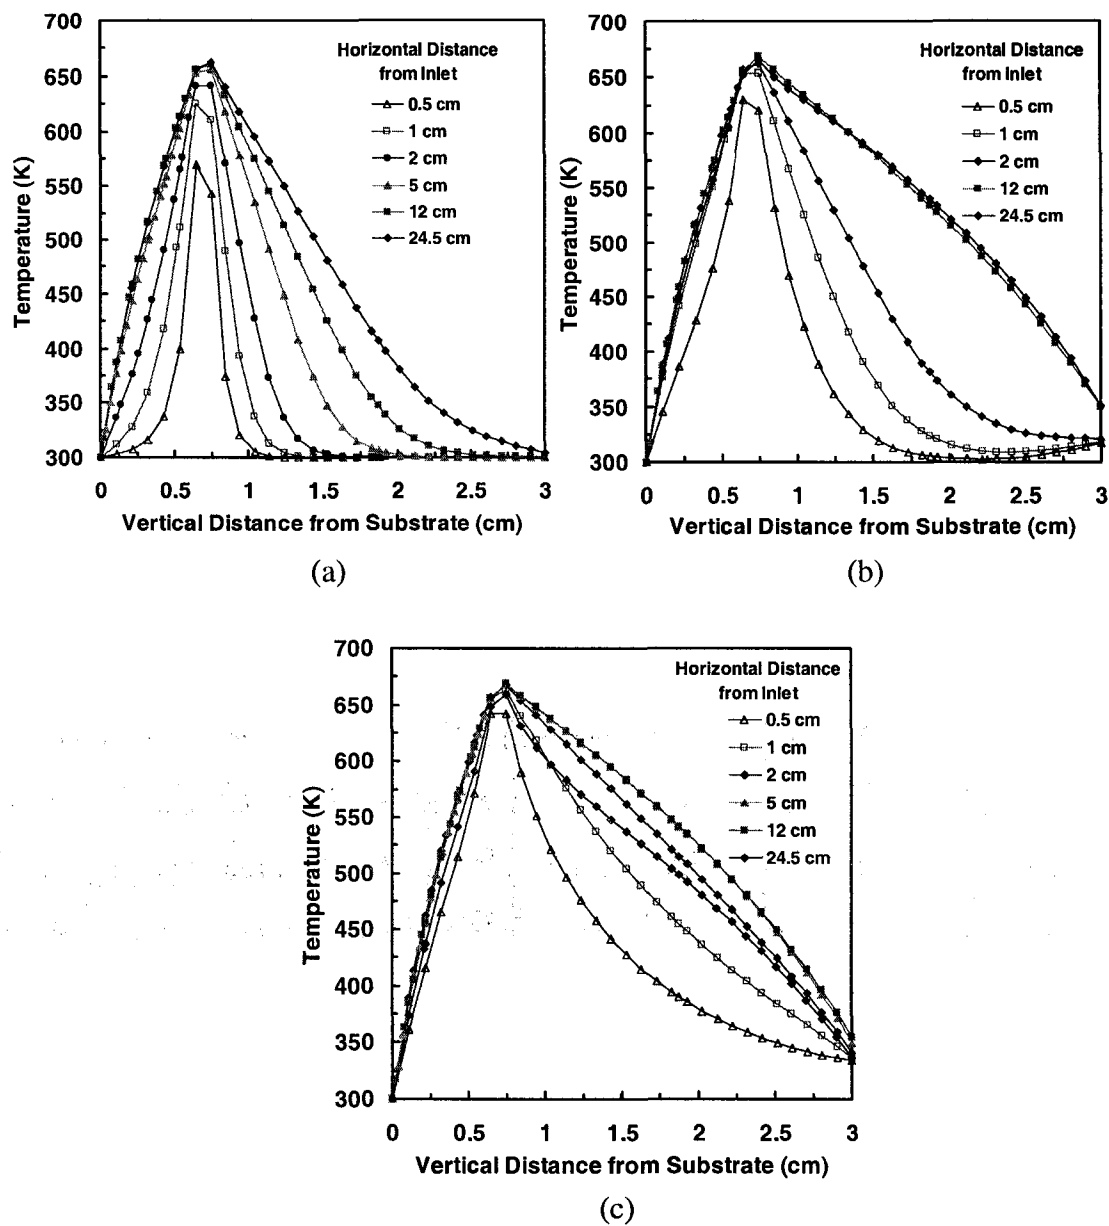 700
650
600
550
500
450
400
350
300
Temperature (K)
Horizontal Distance
from Inlet
0.5 cm
1 cm
2 cm
5 cm
12 cm
24.5 cm
0 0.5 1 1.5 2 2.5 3
Vertical Distance from Substrate (cm)
(a)
700
650
600
550
500
450
400
350
300
Temperature (K)
Horizontal Distance
from Inlet
0.5 cm
1 cm
2 cm
12 cm
24.5 cm
0 0.5 1 1.5 2 2.5 3
Vertical Distance from Substrate (cm)
(b)
700
650
600
550
500
450
400
350
300
Temperature (K)
Horizontal Distance
from Inlet
0.5 cm
1 cm
2 cm
5 cm
12 cm
24.5 cm
0 0.5 1 1.5 2 2.5 3
Vertical Distance from Substrate (cm)
(c)